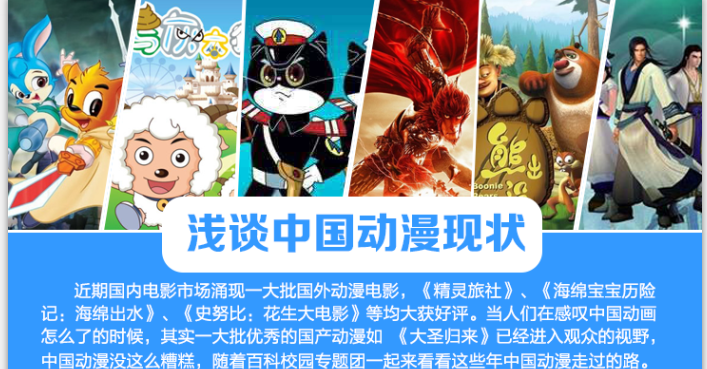 熊出没
Boonie
Bears
浅谈中国动漫现状
近期国内电影市场涌现一大批国外动漫电影，《精灵旅社》、《海绵宝宝历险
记：海绵出水》、《史努比：花生大电影》等均大获好评。当人们在感叹中国动画
怎么了的时候，其实一大批优秀的国产动漫如 《大圣归来》已经进入观众的视野，
中国动漫没这么糟糕，随着百科校园专题团一起来看看这些年中国动漫走过的路。